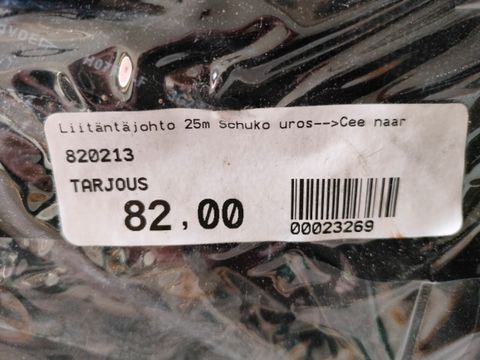 Liitäntäjohto 25m Schuko uros-->Cee naar
820213
TARJOUS
82,00
00023269